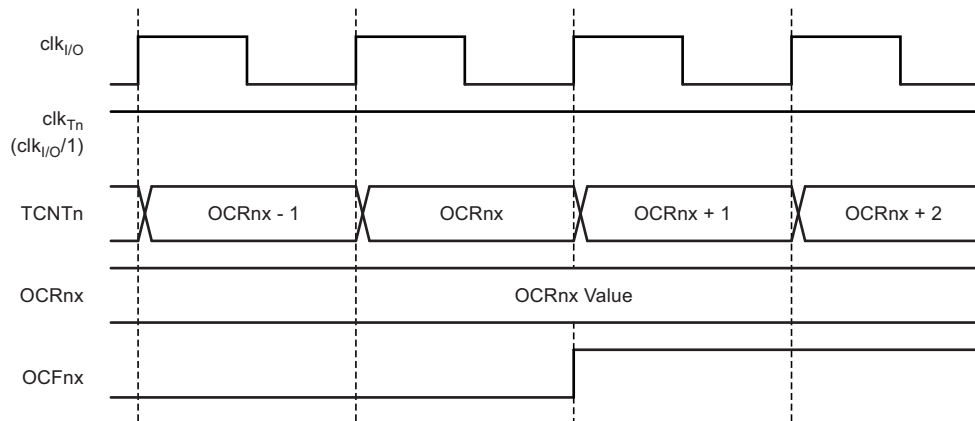 clkI/O
clkTn
(clkI/O/1)
TCNTn OCRnx - 1 OCRnx OCRnx + 1 OCRnx + 2
OCRnx OCRnx Value
OCFnx